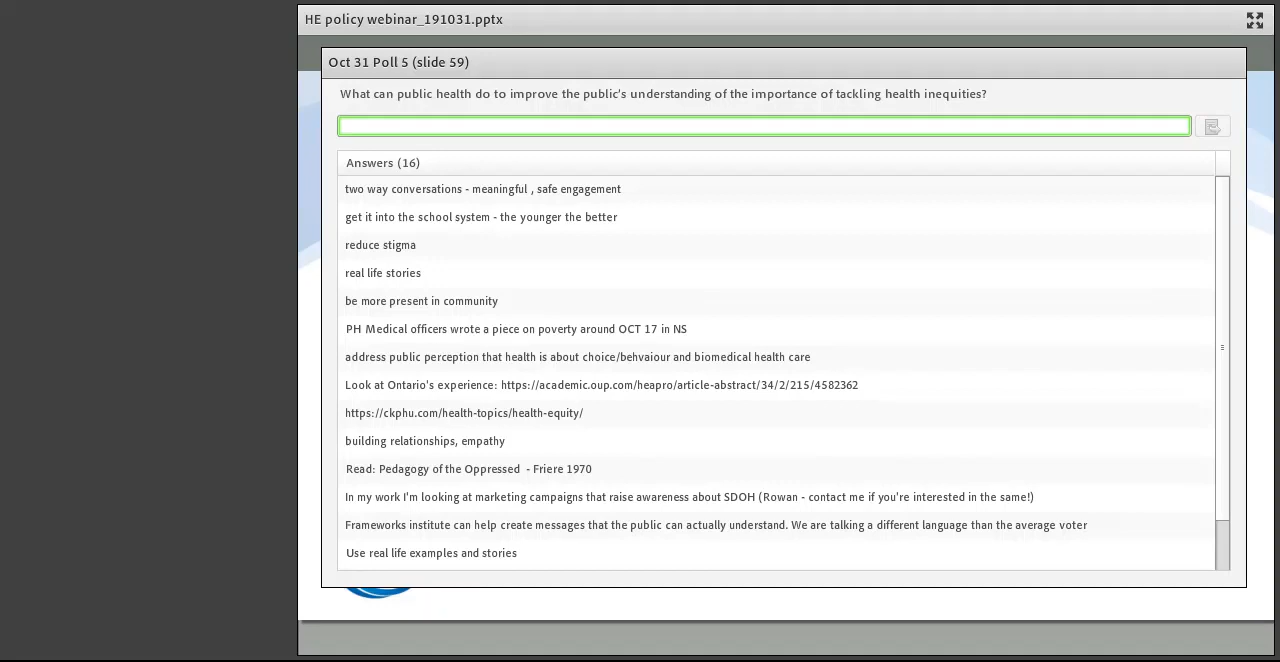 HE policy webinar_191031.pptx
Oct 31 Poll 5 (slide 59)
What can public health do to improve the public's understanding of the importance of tackling health inequities?
Answers (16)
two way conversations - meaningful , safe engagement
get it into the school system - the younger the better
reduce stigma
real life stories
be more present in community
PH Medical officers wrote a piece on poverty around OCT 17 in NS
address public perception that health is about choice/behvaiour and biomedical health care
Look at Ontario's experience: https://academic.oup.com/heapro/article-abstract/34/2/215/4582362
https://ckphu.com/health-topics/health-equity/
building relationships, empathy
Read: Pedagogy of the Oppressed  - Friere 1970
In my work I'm looking at marketing campaigns that raise awareness about SDOH (Rowan - contact me if you're interested in the same!)
Frameworks institute can help create messages that the public can actually understand. We are talking a different language than the average voter
Use real life examples and stories